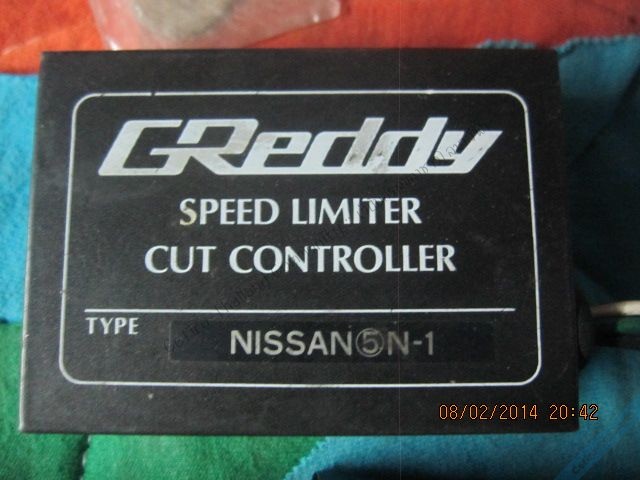 GReddy
SPEED LIMITER
CUT CONTROLLER
TYPE NISSAN⑤N-1
08/02/2014 20:42